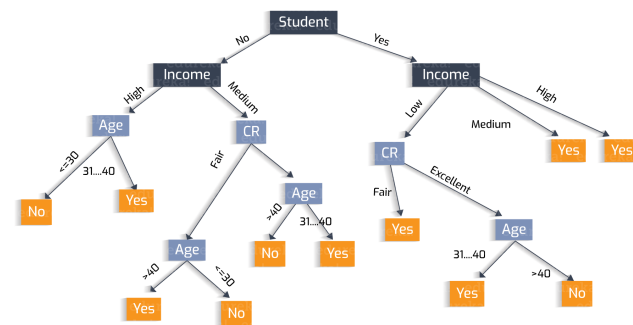 Student
No
Yes
Income
Income
High
Medium
Low
Medium
High
Age
CR
CR
Yes
Yes
<=30
31....40
Fair
Excellent
Fair
No
Yes
Age
>40
31....40
Yes
Age
Age
No
Yes
31....40
>40
>40
<=30
Yes
No
Yes
No